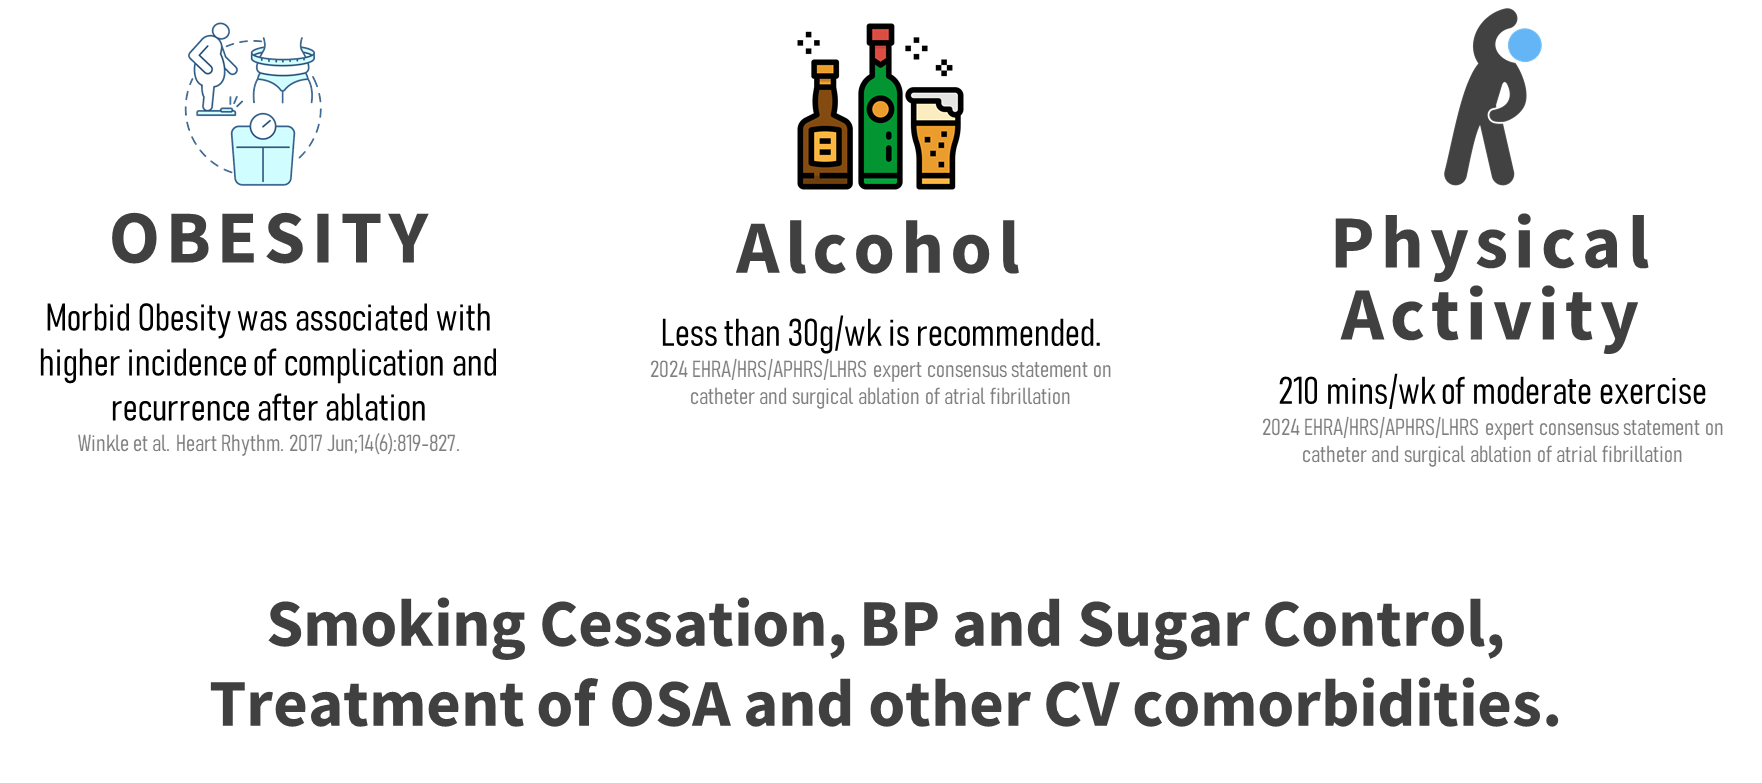 OBESITY
Morbid Obesity was associated with
higher incidence of complication and
recurrence after ablation
Winkle et al. Heart Rhythm. 2017 Jun;14(6):819-827.
Alcohol
Less than 30g/wk is recommended.
2024 EHRA/HRS/APHRS/LHRS expert consensus statement on
catheter and surgical ablation of atrial fibrillation
Physical
Activity
210 mins/wk of moderate exercise
2024 EHRA/HRS/APHRS/LHRS expert consensus statement on
catheter and surgical ablation of atrial fibrillation
Smoking Cessation, BP and Sugar Control,
Treatment of OSA and other CV comorbidities.